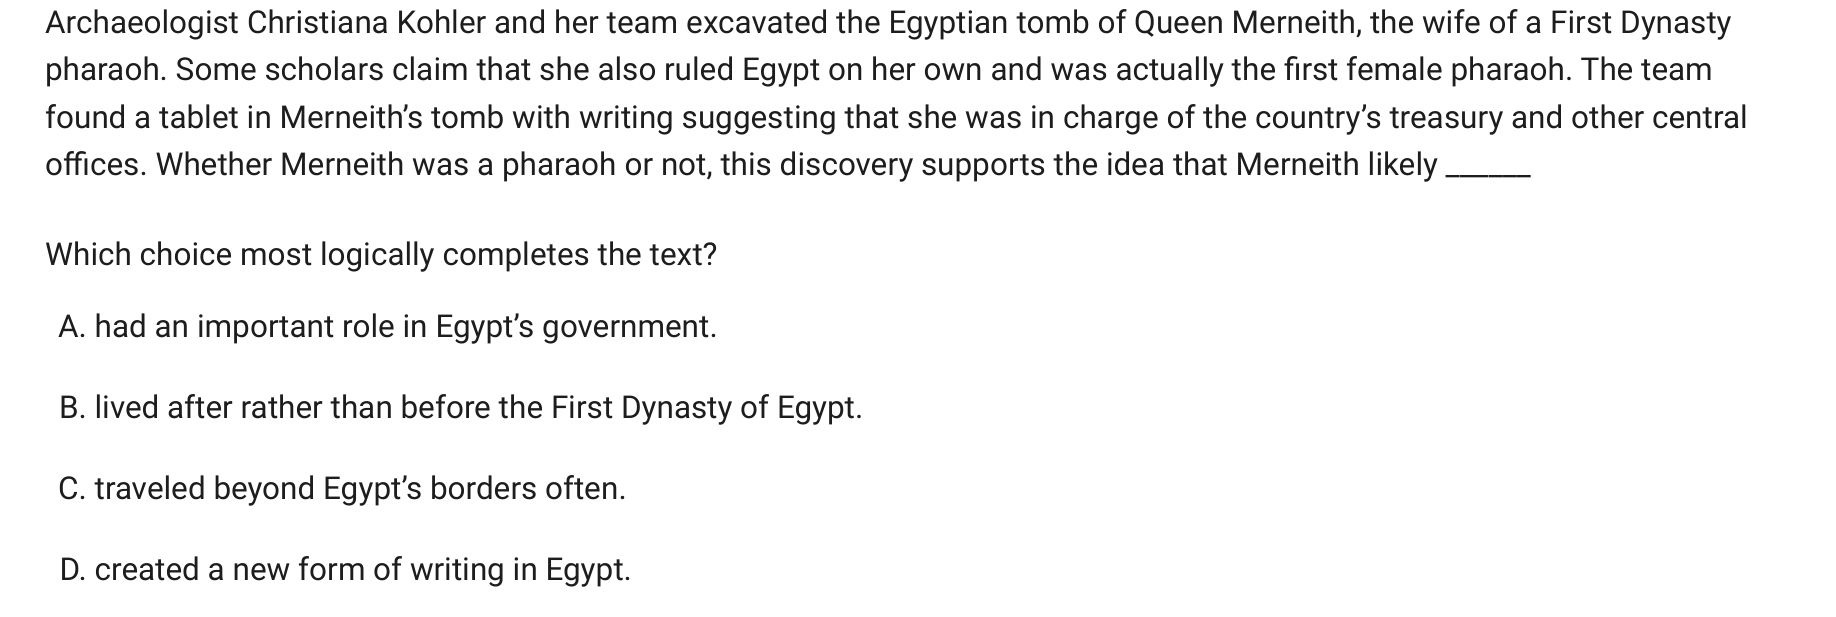 Archaeologist Christiana Kohler and her team excavated the Egyptian tomb of Queen Merneith, the wife of a First Dynasty
pharaoh. Some scholars claim that she also ruled Egypt on her own and was actually the first female pharaoh. The team
found a tablet in Merneith’s tomb with writing suggesting that she was in charge of the country’s treasury and other central
offices. Whether Merneith was a pharaoh or not, this discovery supports the idea that Merneith likely ______
Which choice most logically completes the text?
A. had an important role in Egypt’s government.
B. lived after rather than before the First Dynasty of Egypt.
C. traveled beyond Egypt’s borders often.
D. created a new form of writing in Egypt.